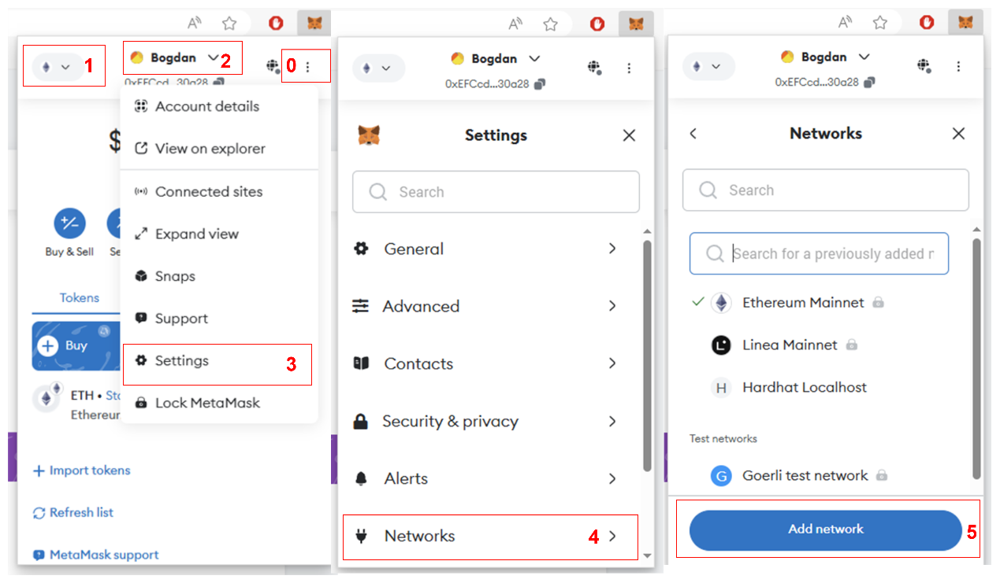 1
Bogdan
2
0
0xEFCcd...30a28
Account details
View on explorer
$
Connected sites
Expand view
Buy & Sell
Snaps
Tokens
Support
Buy
Settings
3
ETH •
Lock MetaMask
+ Import tokens
Refresh list
MetaMask support
A
Bogdan
0xEFCcd...30a28
Settings
Search
General
Advanced
Contacts
Security & privacy
Alerts
Networks
4
A
Bogdan
0xEFCcd...30a28
Networks
Search
Search for a previously added r
Ethereum Mainnet
L
Linea Mainnet
H
Hardhat Localhost
Test networks
G
Goerli test network
Add network
5